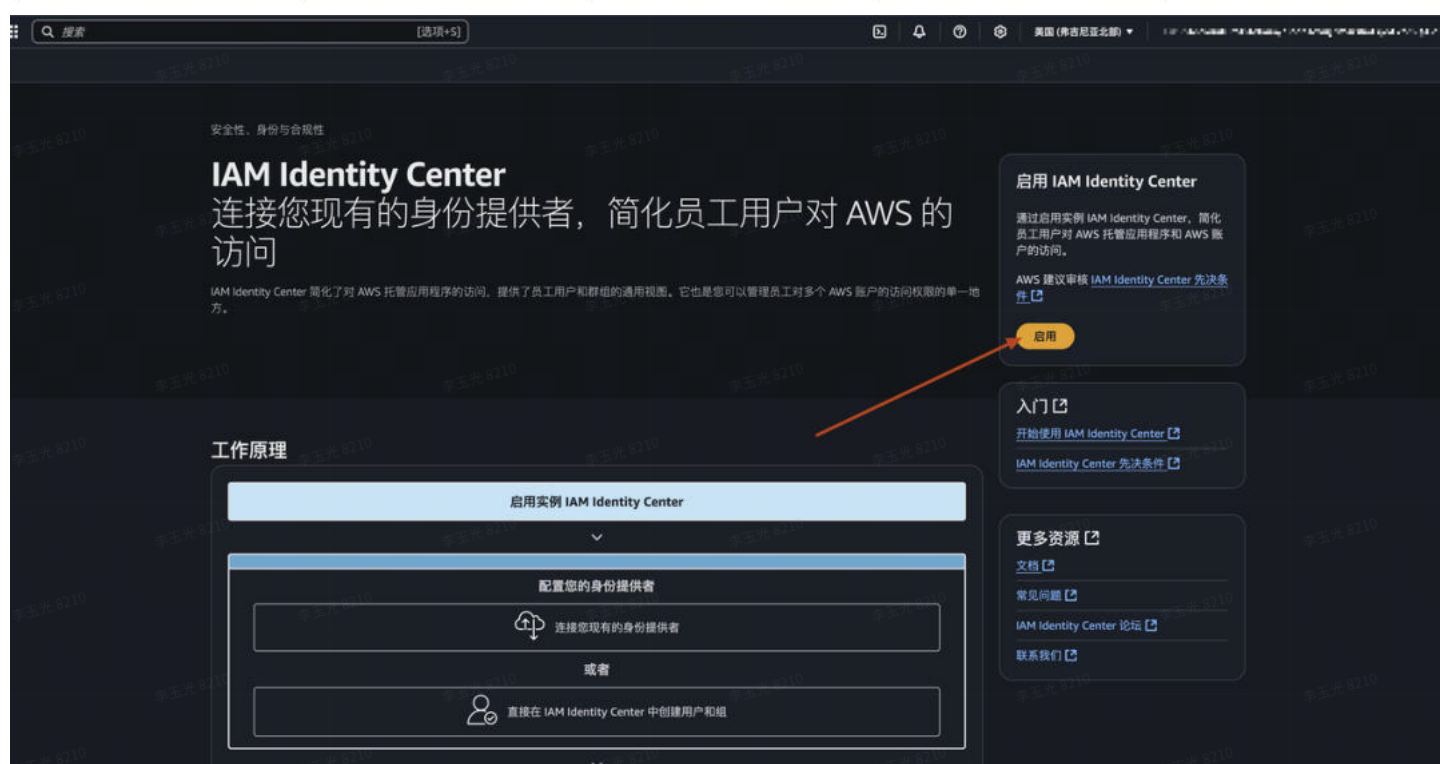 搜索
[选项+S]
美国 (弗吉尼亚北部)
安全性、身份与合规性
IAM Identity Center
连接您现有的身份提供者，简化员工用户对 AWS 的
访问
IAM Identity Center 简化了对 AWS 托管应用程序的访问，提供了员工用户和群组的通用视图。它也是您可以管理员工对多个 AWS 账户的访问权限的单一地
方。
启用 IAM Identity Center
通过启用实例 IAM Identity Center，简化
员工用户对 AWS 托管应用程序和 AWS 账
户的访问。
AWS 建议审核 IAM Identity Center 先决条
件
启用
入门
开始使用 IAM Identity Center
IAM Identity Center 先决条件
更多资源
文档
常见问题
IAM Identity Center 论坛
联系我们
工作原理
启用实例 IAM Identity Center
配置您的身份提供者
连接您现有的身份提供者
或者
直接在 IAM Identity Center 中创建用户和组
李玉光 8210